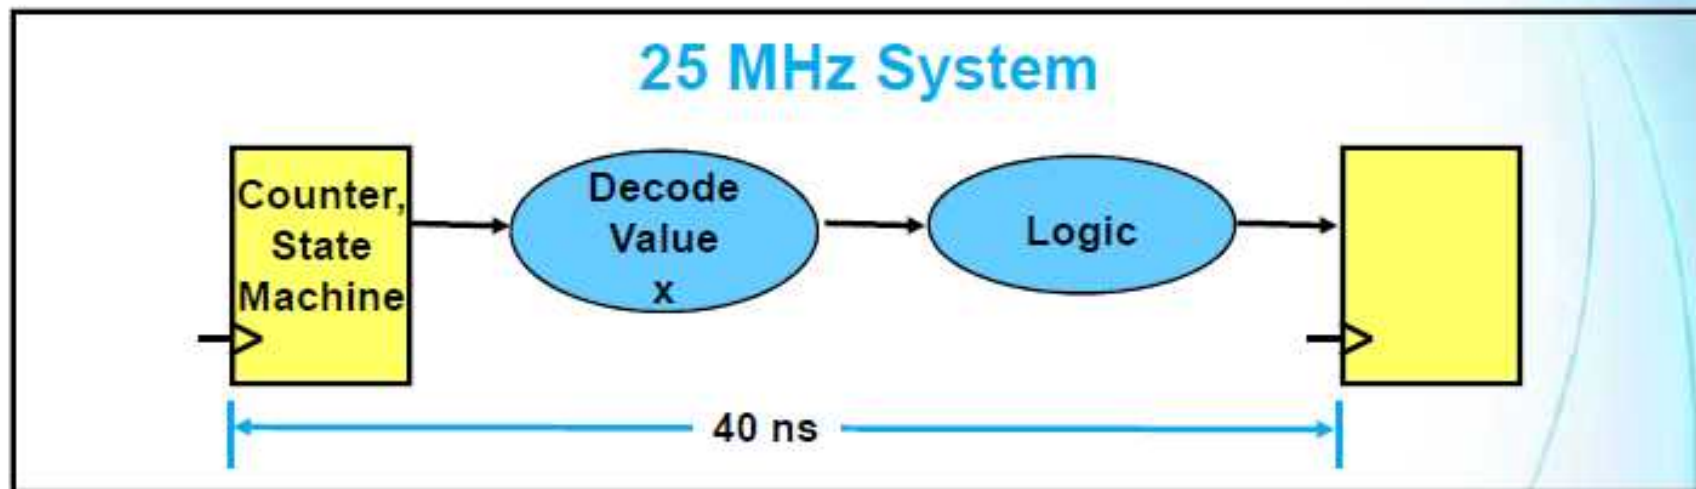 25 MHz System
Counter,
State
Machine
Decode
Value
x
Logic
40 ns